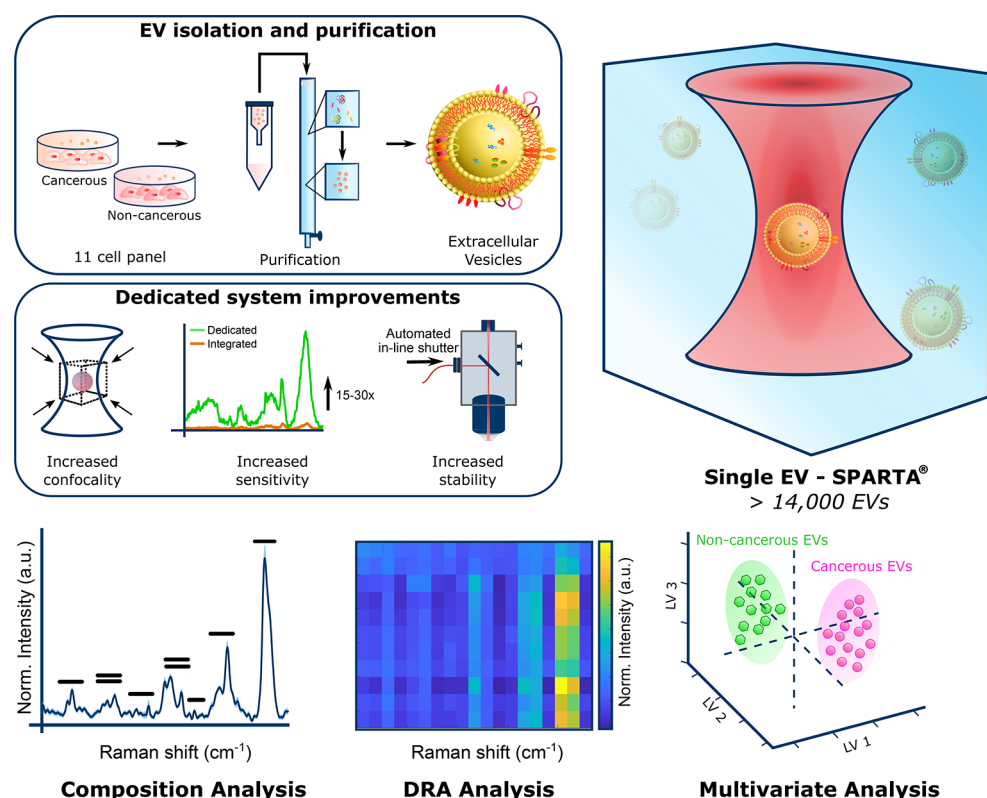 EV isolation and purification
Cancerous
Non-cancerous
11 cell panel
Purification
Extracellular
Vesicles
Dedicated system improvements
Dedicated
Integrated
15-30x
Automated
in-line shutter
Increased
confocality
Increased
sensitivity
Increased
stability
Single EV - SPARTA®
> 14,000 EVs
Norm. Intensity (a.u.)
Raman shift (cm⁻¹)
Composition Analysis
Norm. Intensity (a.u.)
Raman shift (cm⁻¹)
DRA Analysis
Non-cancerous EVs
Cancerous EVs
LV 3
LV 2
LV 1
Multivariate Analysis